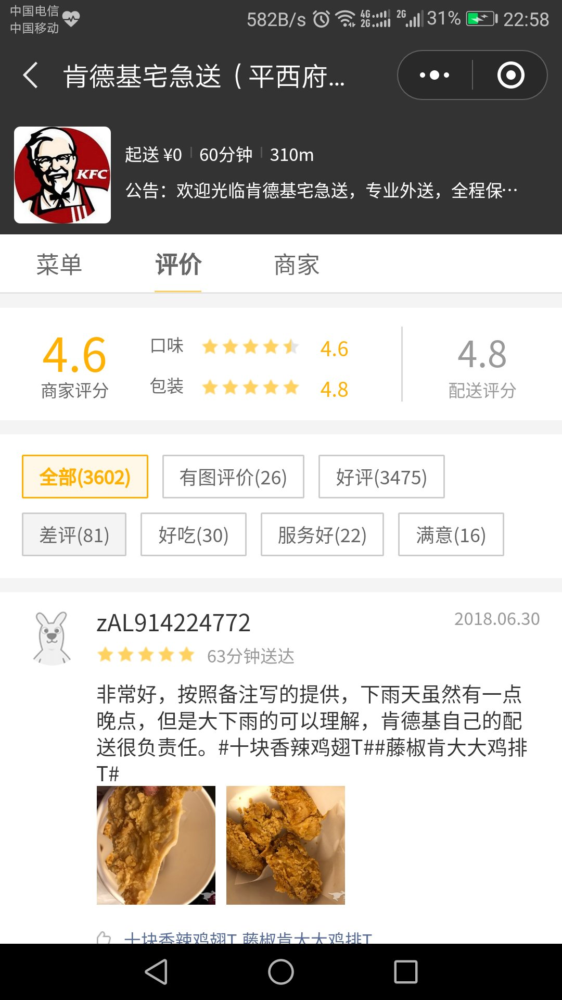 中国电信
中国移动
582B/s 4G 2G 2G 31% 22:58
肯德基宅急送（平西府...
KFC
起送 ¥0 60分钟 310m
公告：欢迎光临肯德基宅急送，专业外送，全程保…
菜单 评价 商家
4.6
商家评分
口味 4.6
包装 4.8
4.8
配送评分
全部(3602) 有图评价(26) 好评(3475)
差评(81) 好吃(30) 服务好(22) 满意(16)
zAL914224772 2018.06.30
63分钟送达
非常好，按照备注写的提供，下雨天虽然有一点
晚点，但是大下雨的可以理解，肯德基自己的配
送很负责任。#十块香辣鸡翅T##藤椒肯大大鸡排
T#
十块香辣鸡翅T 藤椒肯大大鸡排T